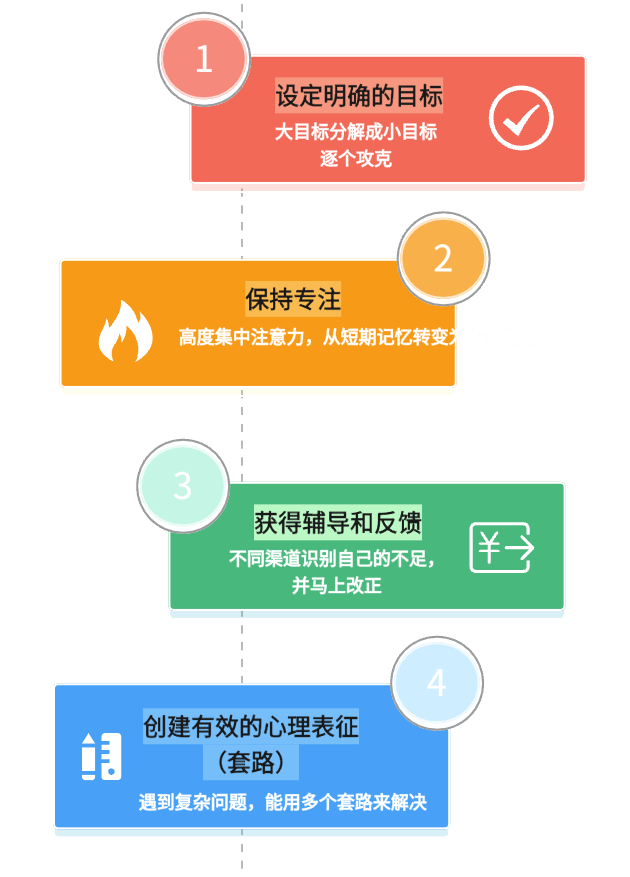 1
设定明确的目标
大目标分解成小目标
逐个攻克
2
保持专注
高度集中注意力，从短期记忆转变为
3
获得辅导和反馈
不同渠道识别自己的不足，
并马上改正
4
创建有效的心理表征
（套路）
遇到复杂问题，能用多个套路来解决